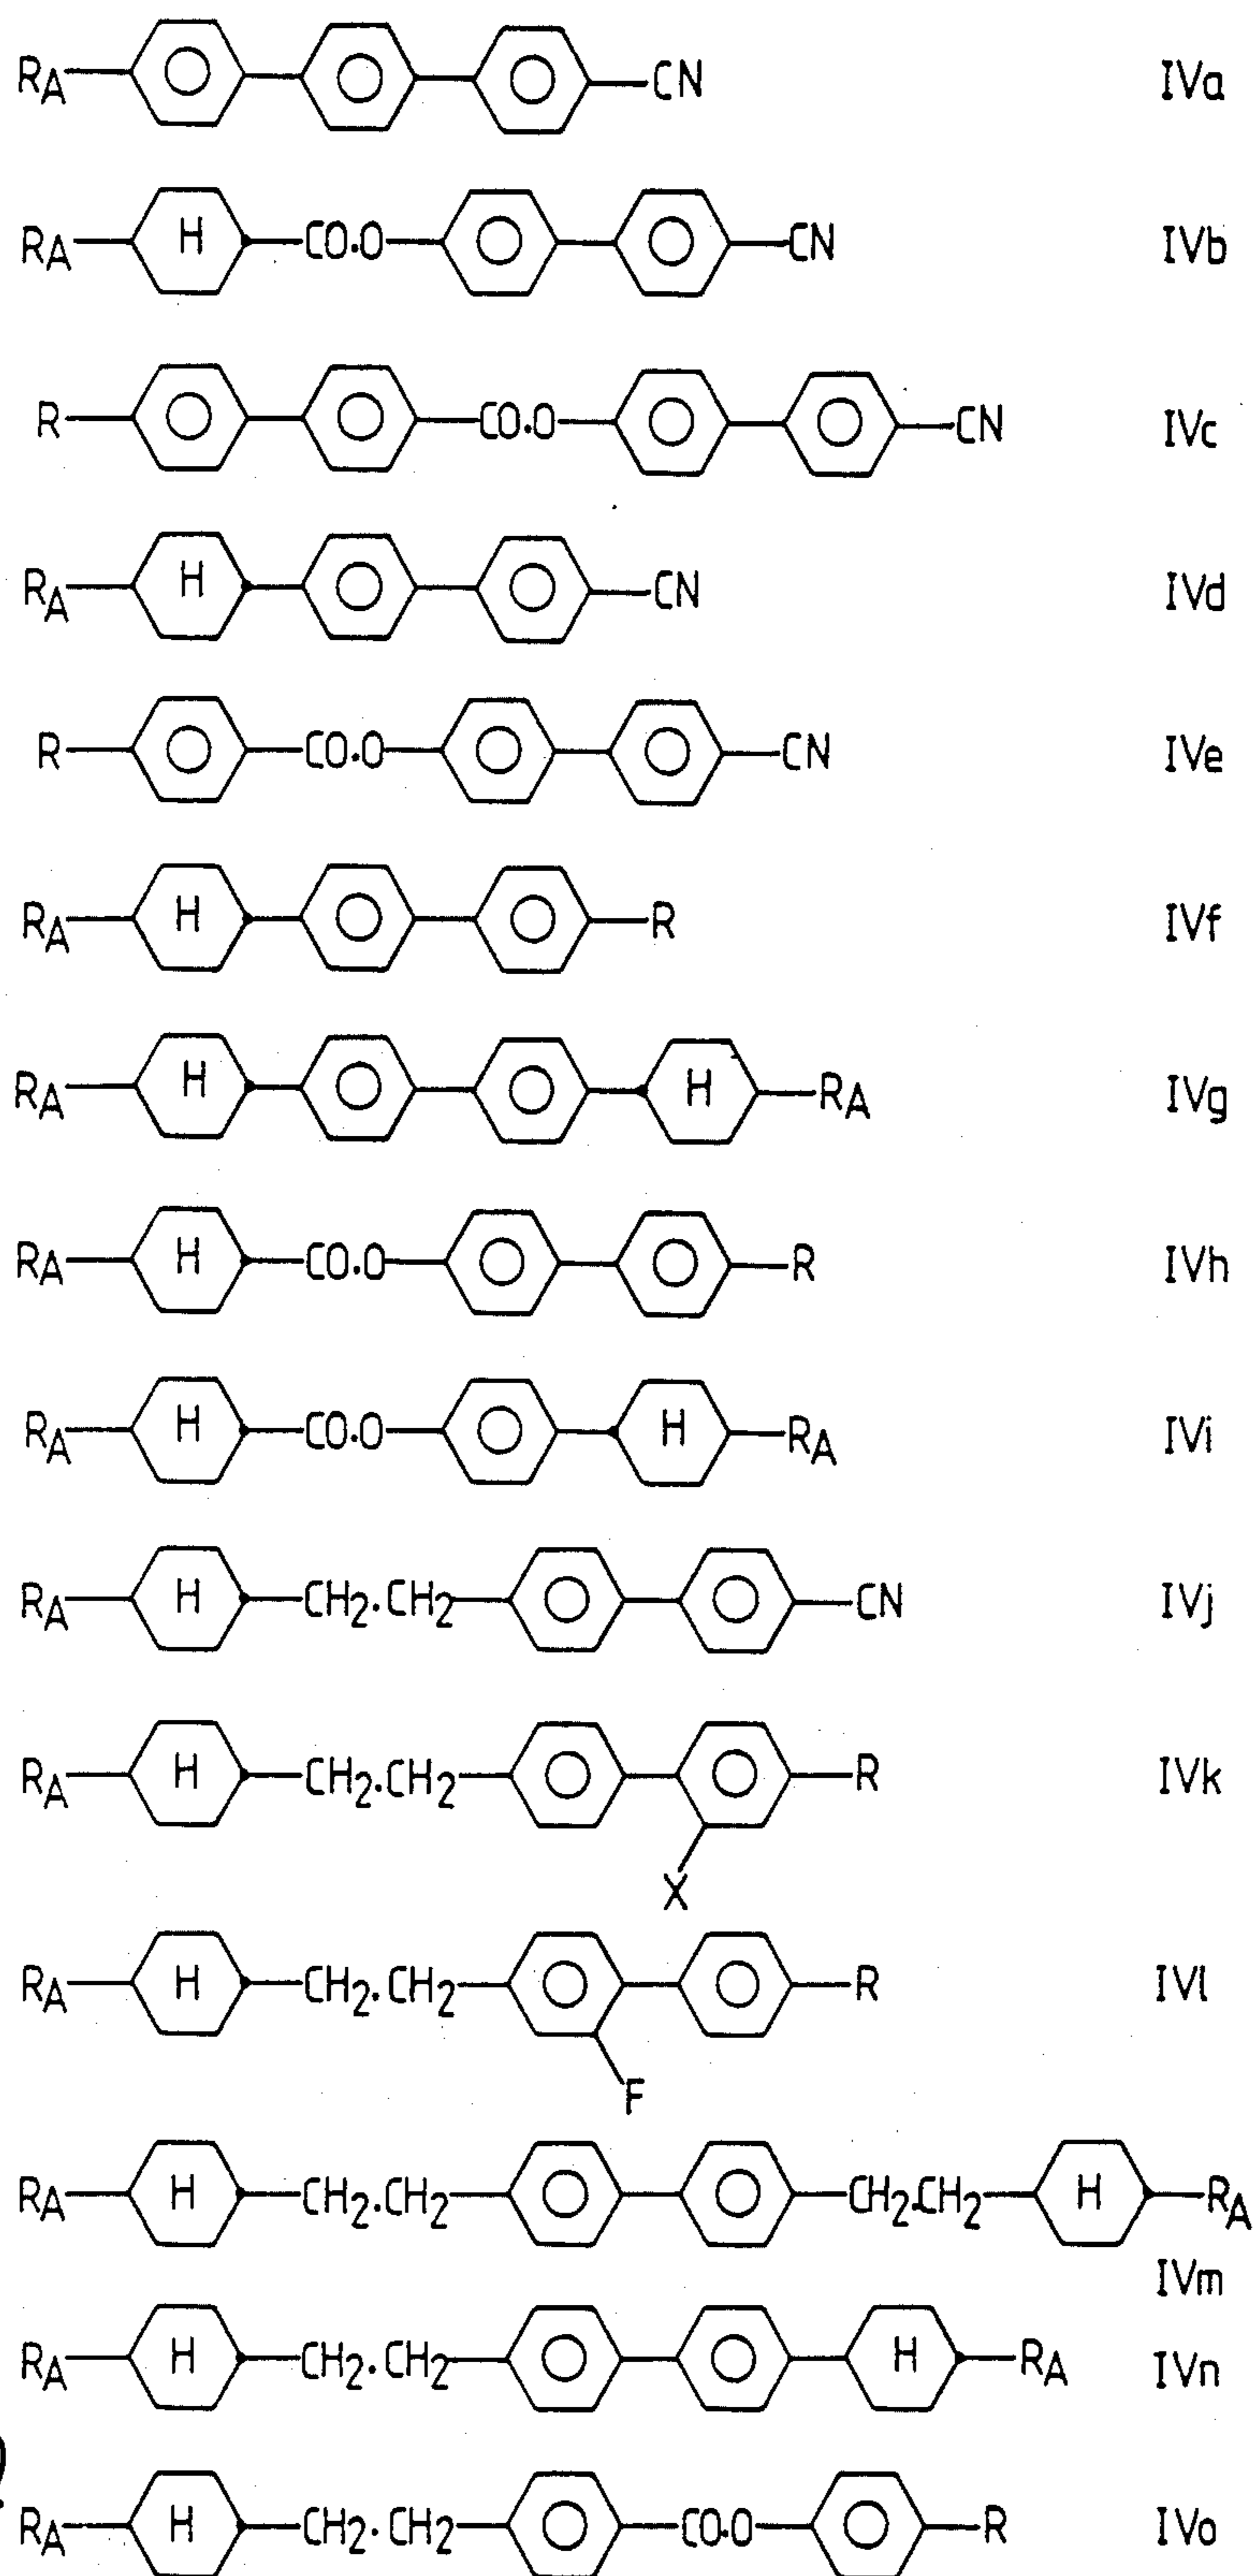 RA CN IVa
RA H CO.O CN IVb
R CO.O CN IVc
RA H CN IVd
R CO.O CN IVe
RA H R IVf
RA H H RA IVg
RA H CO.O R IVh
RA H CO.O H RA IVi
RA H CH2.CH2 CN IVj
RA H CH2.CH2 R IVk
X
RA H CH2.CH2 R IVl
F
RA H CH2.CH2 CH2.CH2 H RA
IVm
RA H CH2.CH2 H RA IVn
RA H CH2.CH2 CO.O R IVo